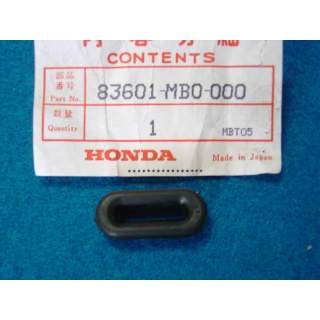 CONTENTS
部品番号
Part No. 83601-MB0-000
数量
Quantity 1 MBT05
HONDA Made in Japan